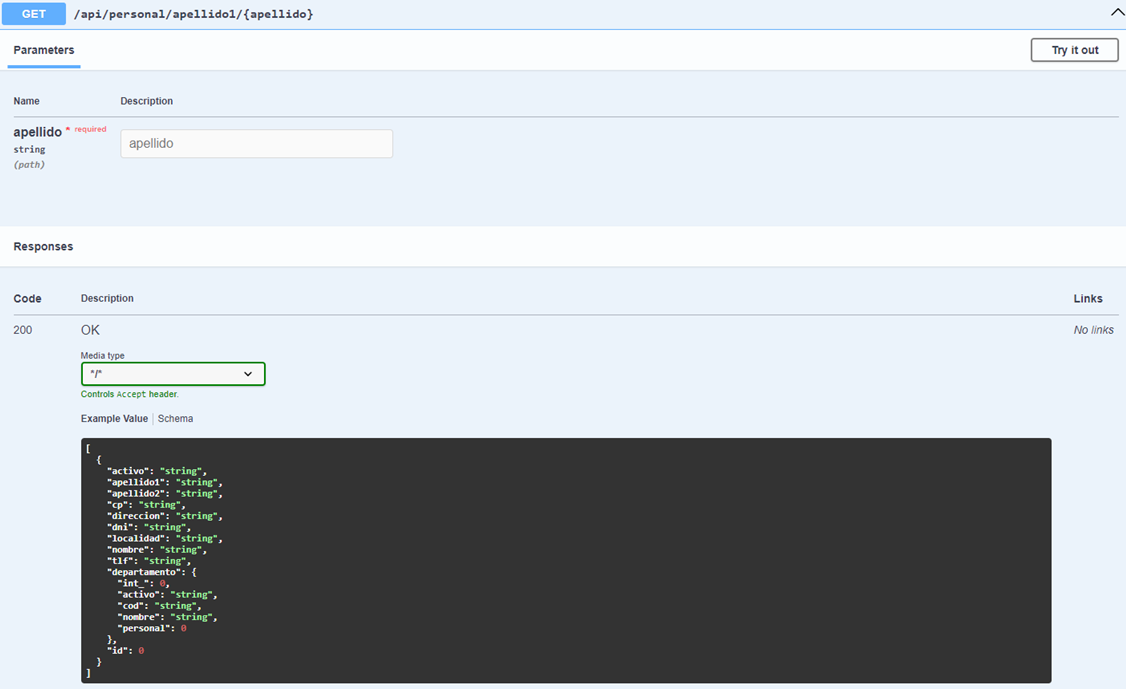 GET /api/personal/apellido1/{apellido}
Parameters
Try it out
Name Description
apellido * required
string
(path)
apellido
Responses
Code Description Links
200 OK No links
Media type
*/*
Controls Accept header.
Example Value | Schema
[
  {
    "activo": "string",
    "apellido1": "string",
    "apellido2": "string",
    "cp": "string",
    "direccion": "string",
    "dni": "string",
    "localidad": "string",
    "nombre": "string",
    "tlf": "string",
    "departamento": {
      "int_": 0,
      "activo": "string",
      "cod": "string",
      "nombre": "string",
      "personal": 0
    },
    "id": 0
  }
]